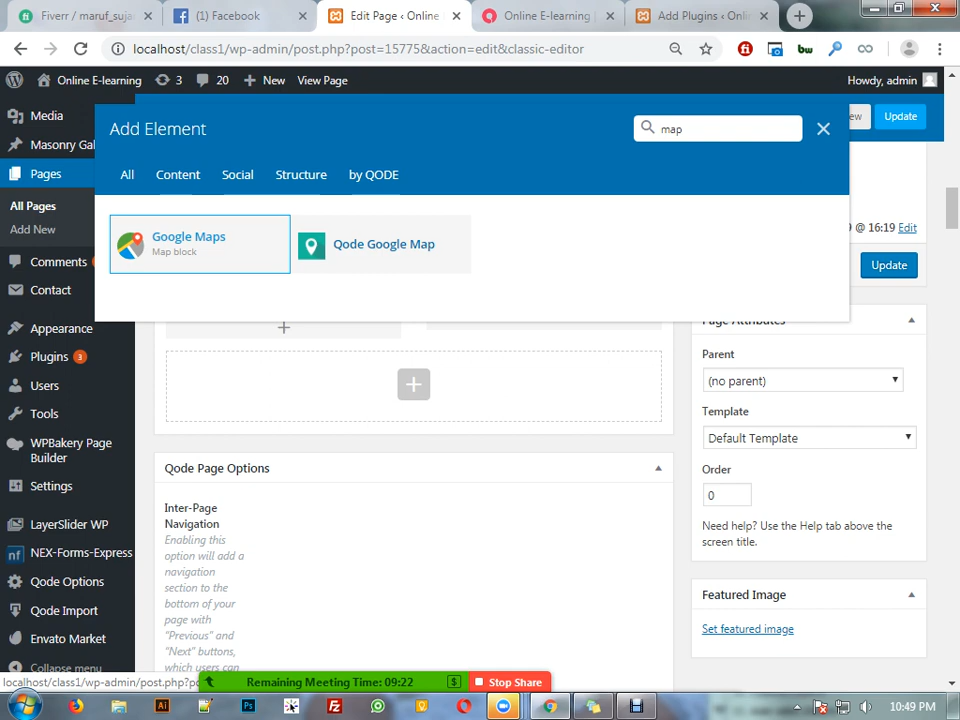 Fiverr / maruf_suja
(1) Facebook
Edit Page ‹ Online
Online E-learning
Add Plugins ‹ Onli
localhost/class1/wp-admin/post.php?post=15775&action=edit&classic-editor
bw
Online E-learning
3
20
New
View Page
Howdy, admin
Media
Masonry Gal
Pages
All Pages
Add New
Comments
Contact
Appearance
Plugins 3
Users
Tools
WPBakery Page
Builder
Settings
LayerSlider WP
nf NEX-Forms-Express
Qode Options
Qode Import
Envato Market
Collapse menu
Add Element
map
All
Content
Social
Structure
by QODE
Google Maps
Map block
Qode Google Map
ew
Update
9 @ 16:19 Edit
Update
Page Attributes
Parent
(no parent)
Template
Default Template
Order
0
Need help? Use the Help tab above the
screen title.
Featured Image
Set featured image
Qode Page Options
Inter-Page
Navigation
Enabling this
option will add a
navigation
section to the
bottom of your
page with
"Previous" and
"Next" buttons,
which users can
localhost/class1/wp-admin/post.php?po
Remaining Meeting Time: 09:22
$
Stop Share
Ai
Ps
10:49 PM